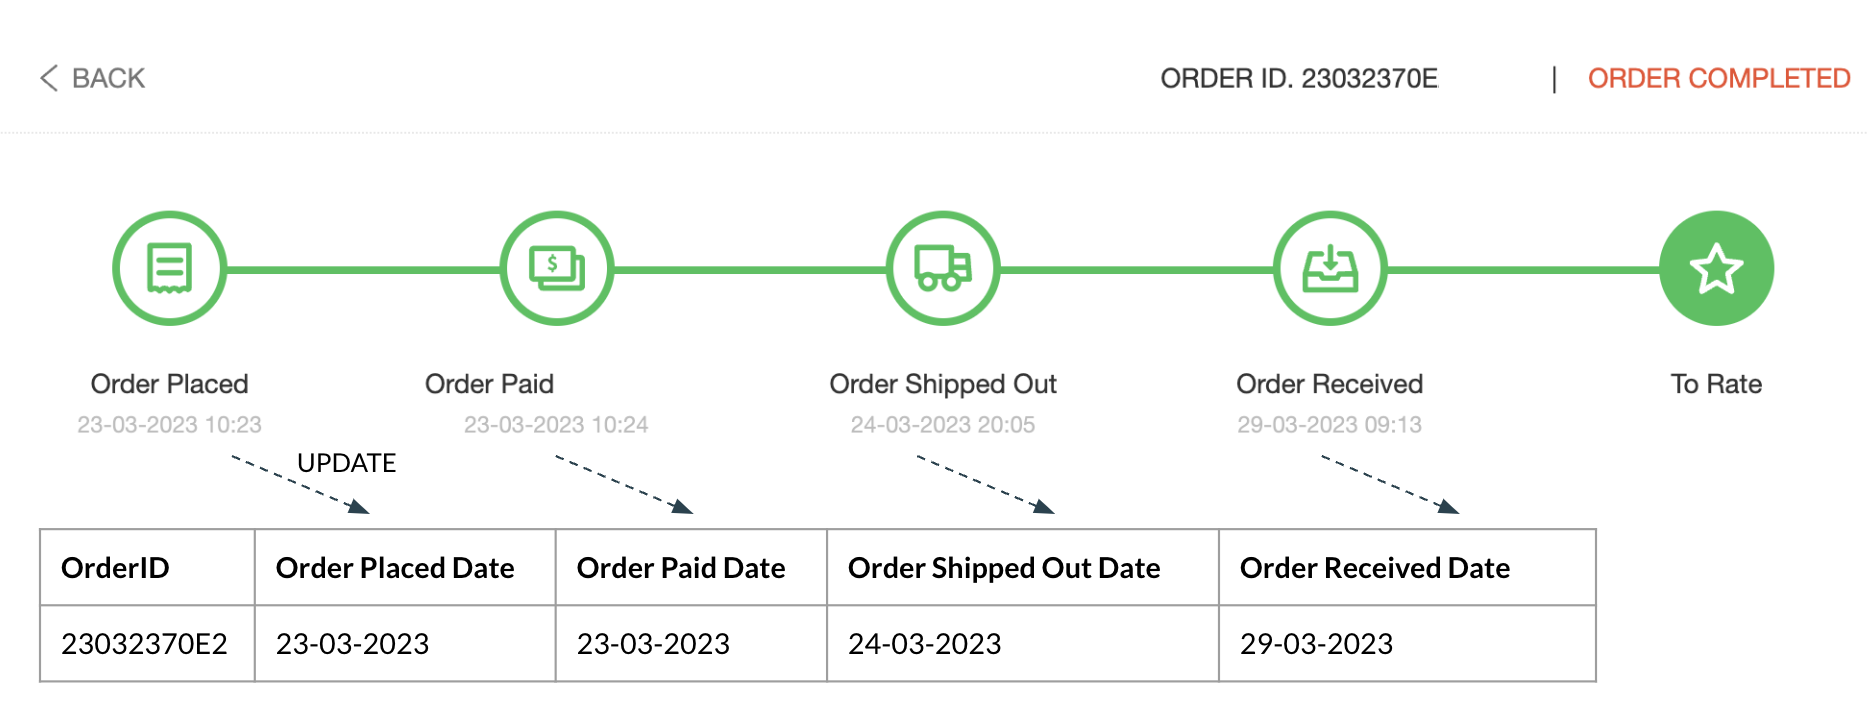 BACK
ORDER ID. 23032370E | ORDER COMPLETED
$
Order Placed Order Paid Order Shipped Out Order Received To Rate
23-03-2023 10:23 23-03-2023 10:24 24-03-2023 20:05 29-03-2023 09:13
UPDATE
OrderID Order Placed Date Order Paid Date Order Shipped Out Date Order Received Date
23032370E2 23-03-2023 23-03-2023 24-03-2023 29-03-2023